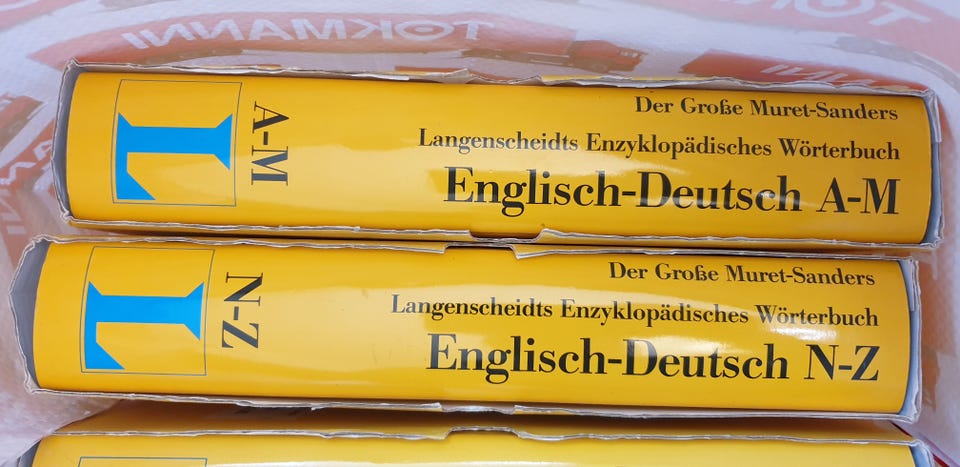 TOKMANNI
TOKMANNI
A-M
Der Große Muret-Sanders
Langenscheidts Enzyklopädisches Wörterbuch
Englisch-Deutsch A-M
L
N-Z
Der Große Muret-Sanders
Langenscheidts Enzyklopädisches Wörterbuch
Englisch-Deutsch N-Z
L